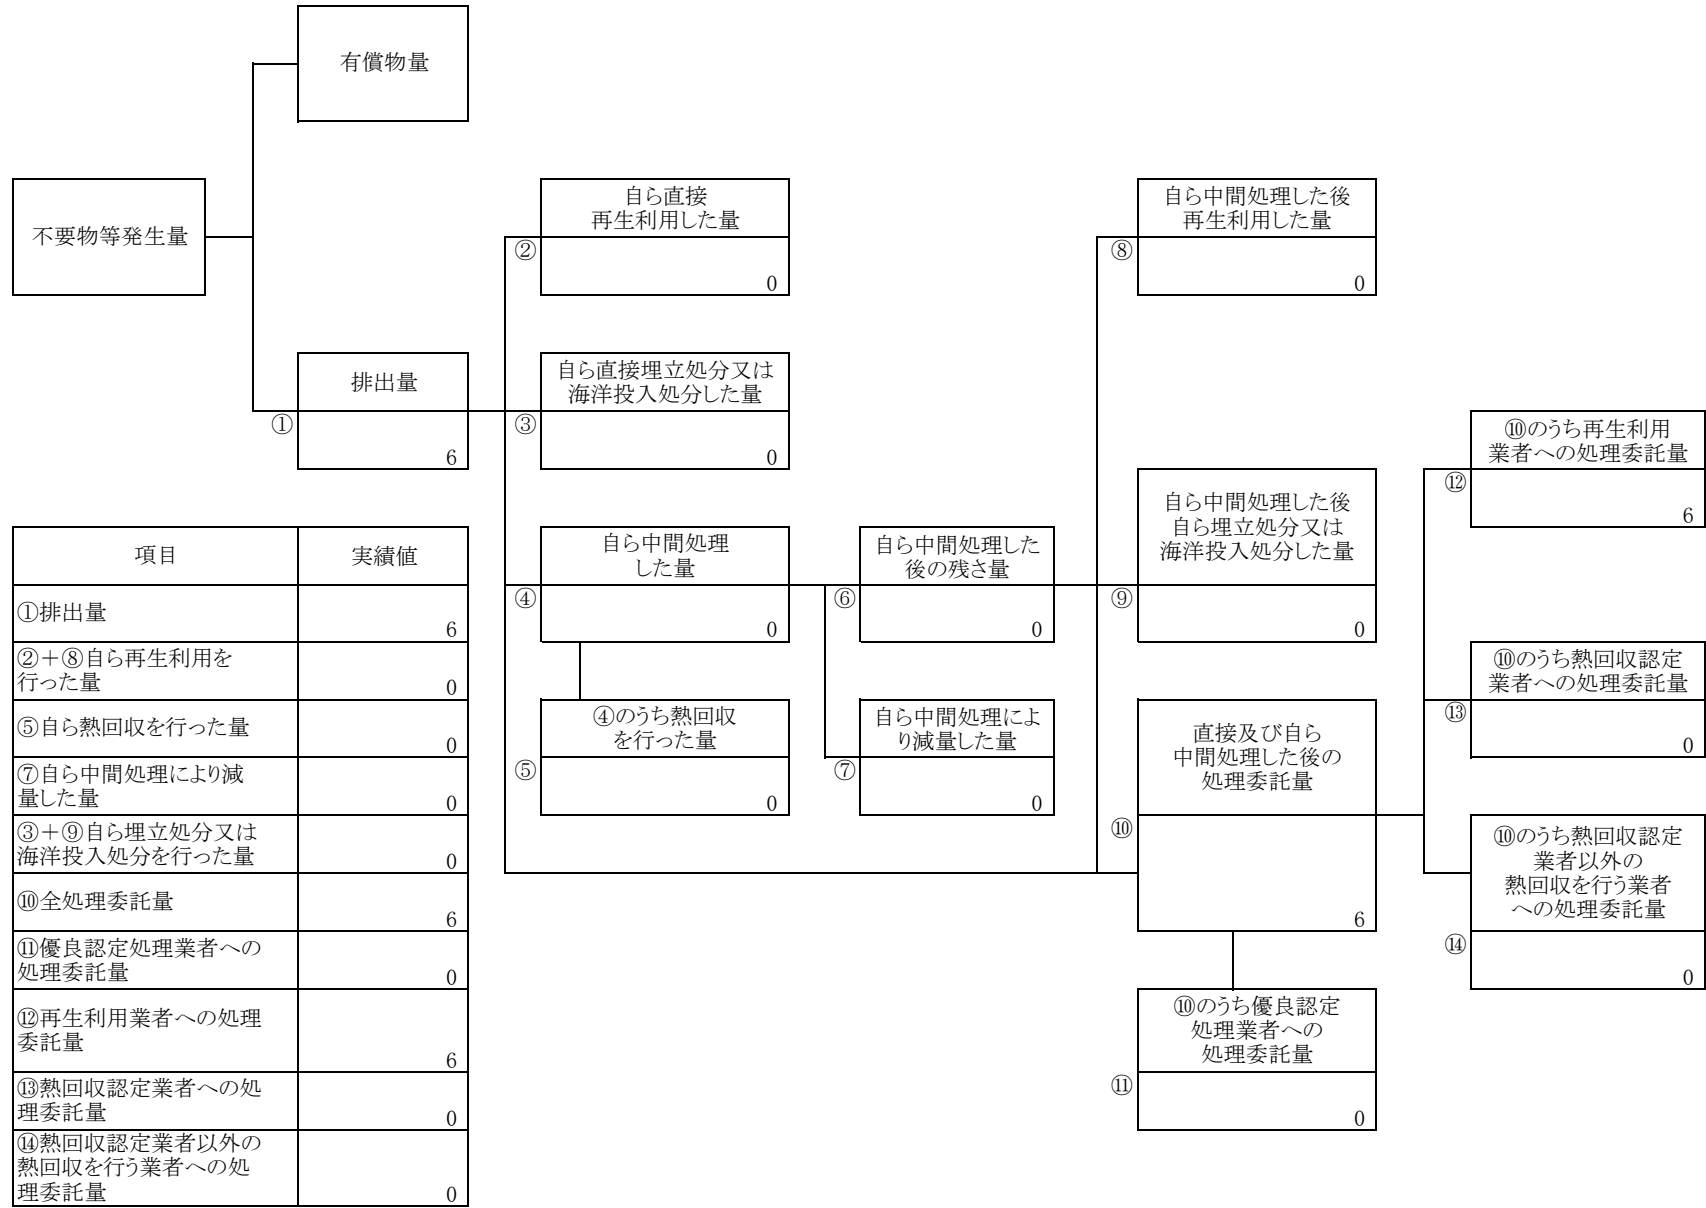 有償物量
不要物等発生量
排出量
①
6
自ら直接
再生利用した量
②
0
自ら直接埋立処分又は
海洋投入処分した量
③
0
自ら中間処理
した量
④
0
④のうち熱回収
を行った量
⑤
0
自ら中間処理した
後の残さ量
⑥
0
自ら中間処理によ
り減量した量
⑦
0
自ら中間処理した後
再生利用した量
⑧
0
自ら中間処理した後
自ら埋立処分又は
海洋投入処分した量
⑨
0
直接及び自ら
中間処理した後の
処理委託量
⑩
6
⑩のうち優良認定
処理業者への
処理委託量
⑪
0
⑩のうち再生利用
業者への処理委託量
⑫
6
⑩のうち熱回収認定
業者への処理委託量
⑬
0
⑩のうち熱回収認定
業者以外の
熱回収を行う業者
への処理委託量
⑭
0
項目 実績値
①排出量
6
②＋⑧自ら再生利用を
行った量
0
⑤自ら熱回収を行った量
0
⑦自ら中間処理により減
量した量
0
③＋⑨自ら埋立処分又は
海洋投入処分を行った量
0
⑩全処理委託量
6
⑪優良認定処理業者への
処理委託量
0
⑫再生利用業者への処理
委託量
6
⑬熱回収認定業者への処
理委託量
0
⑭熱回収認定業者以外の
熱回収を行う業者への処
理委託量
0